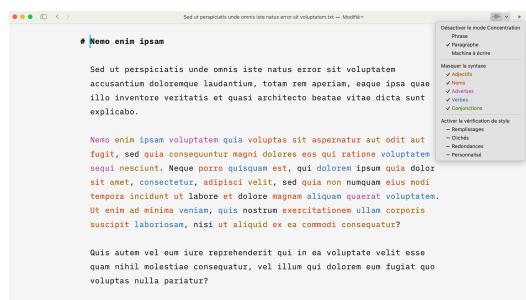 Sed ut perspiciatis unde omnis iste natus error sit voluptatem.txt — Modifié
Désactiver le mode Concentration
Phrase
✓ Paragraphe
Machine à écrire
Masquer la syntaxe
✓ Adjectifs
✓ Noms
✓ Adverbes
✓ Verbes
✓ Conjonctions
Activer la vérification de style
– Remplissages
– Clichés
– Redondances
– Personnalisé
# Nemo enim ipsam
Sed ut perspiciatis unde omnis iste natus error sit voluptatem
accusantium doloremque laudantium, totam rem aperiam, eaque ipsa quae
illo inventore veritatis et quasi architecto beatae vitae dicta sunt
explicabo.
Nemo enim ipsam voluptatem quia voluptas sit aspernatur aut odit aut
fugit, sed quia consequuntur magni dolores eos qui ratione voluptatem
sequi nesciunt. Neque porro quisquam est, qui dolorem ipsum quia dolor
sit amet, consectetur, adipisci velit, sed quia non numquam eius modi
tempora incidunt ut labore et dolore magnam aliquam quaerat voluptatem.
Ut enim ad minima veniam, quis nostrum exercitationem ullam corporis
suscipit laboriosam, nisi ut aliquid ex ea commodi consequatur?
Quis autem vel eum iure reprehenderit qui in ea voluptate velit esse
quam nihil molestiae consequatur, vel illum qui dolorem eum fugiat quo
voluptas nulla pariatur?